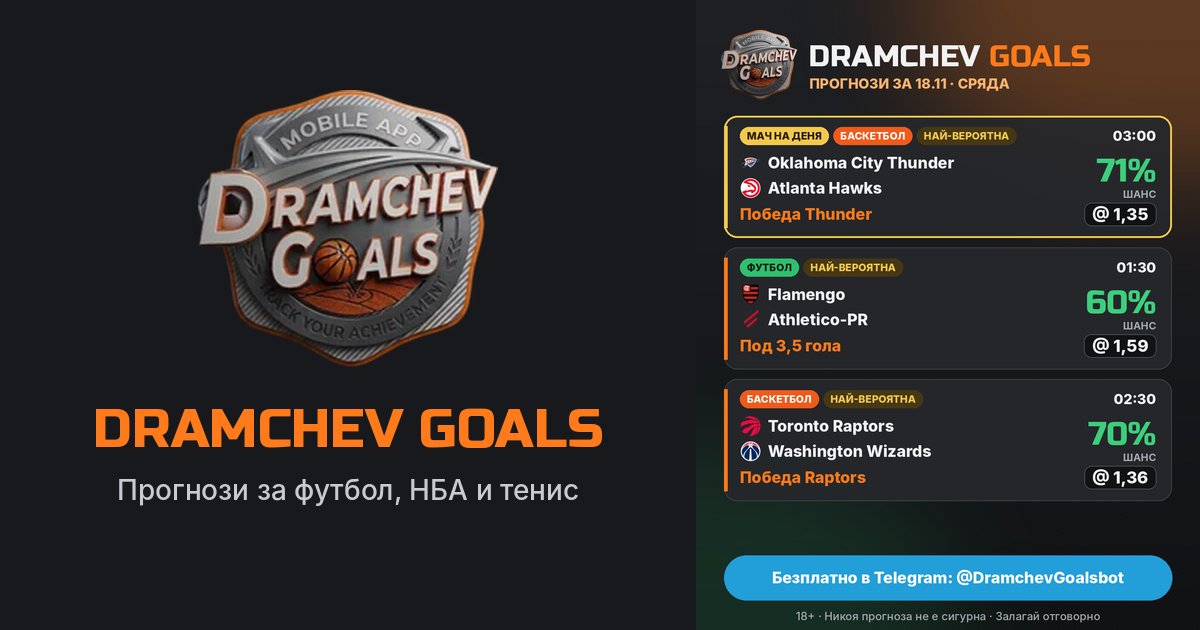 MOBILE APP
DRAMCHEV
GOALS
TRACK YOUR ACHIEVEMENT
DRAMCHEV GOALS
Прогнози за футбол, НБА и тенис
MOBILE APP
DRAMCHEV
GOALS
DRAMCHEV GOALS
ПРОГНОЗИ ЗА 18.11 · СРЯДА
МАЧ НА ДЕНЯ БАСКЕТБОЛ НАЙ-ВЕРОЯТНА 03:00
Oklahoma City Thunder 71%
Atlanta Hawks ШАНС
Победа Thunder @ 1,35
ФУТБОЛ НАЙ-ВЕРОЯТНА 01:30
Flamengo 60%
Athletico-PR ШАНС
Под 3,5 гола @ 1,59
БАСКЕТБОЛ НАЙ-ВЕРОЯТНА 02:30
Toronto Raptors 70%
Washington Wizards ШАНС
Победа Raptors @ 1,36
Безплатно в Telegram: @DramchevGoalsbot
18+ · Никоя прогноза не е сигурна · Залагай отговорно